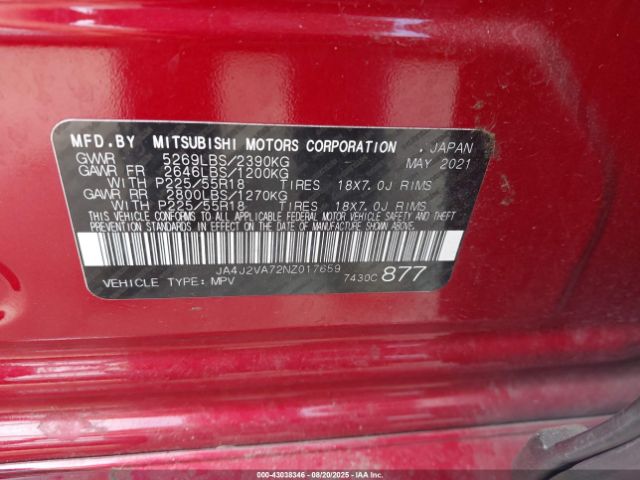 MFD.BY MITSUBISHI MOTORS CORPORATION . JAPAN
GVWR 5269LBS/2390KG MAY 2021
GAWR FR 2646LBS/1200KG
WITH P225/55R18 TIRES 18X7.0J RIMS
GAWR RR 2800LBS/1270KG
WITH P225/55R18 TIRES 18X7.0J RIMS
THIS VEHICLE CONFORMS TO ALL APPLICABLE FEDERAL MOTOR VEHICLE SAFETY AND THEFT
PREVENTION STANDARDS IN EFFECT ON THE DATE OF MANUFACTURE SHOWN ABOVE.
JA4J2VA72NZ017659
VEHICLE TYPE: MPV 7430C 877
000-43038346 - 08/20/2025 - IAAI.COM/CA